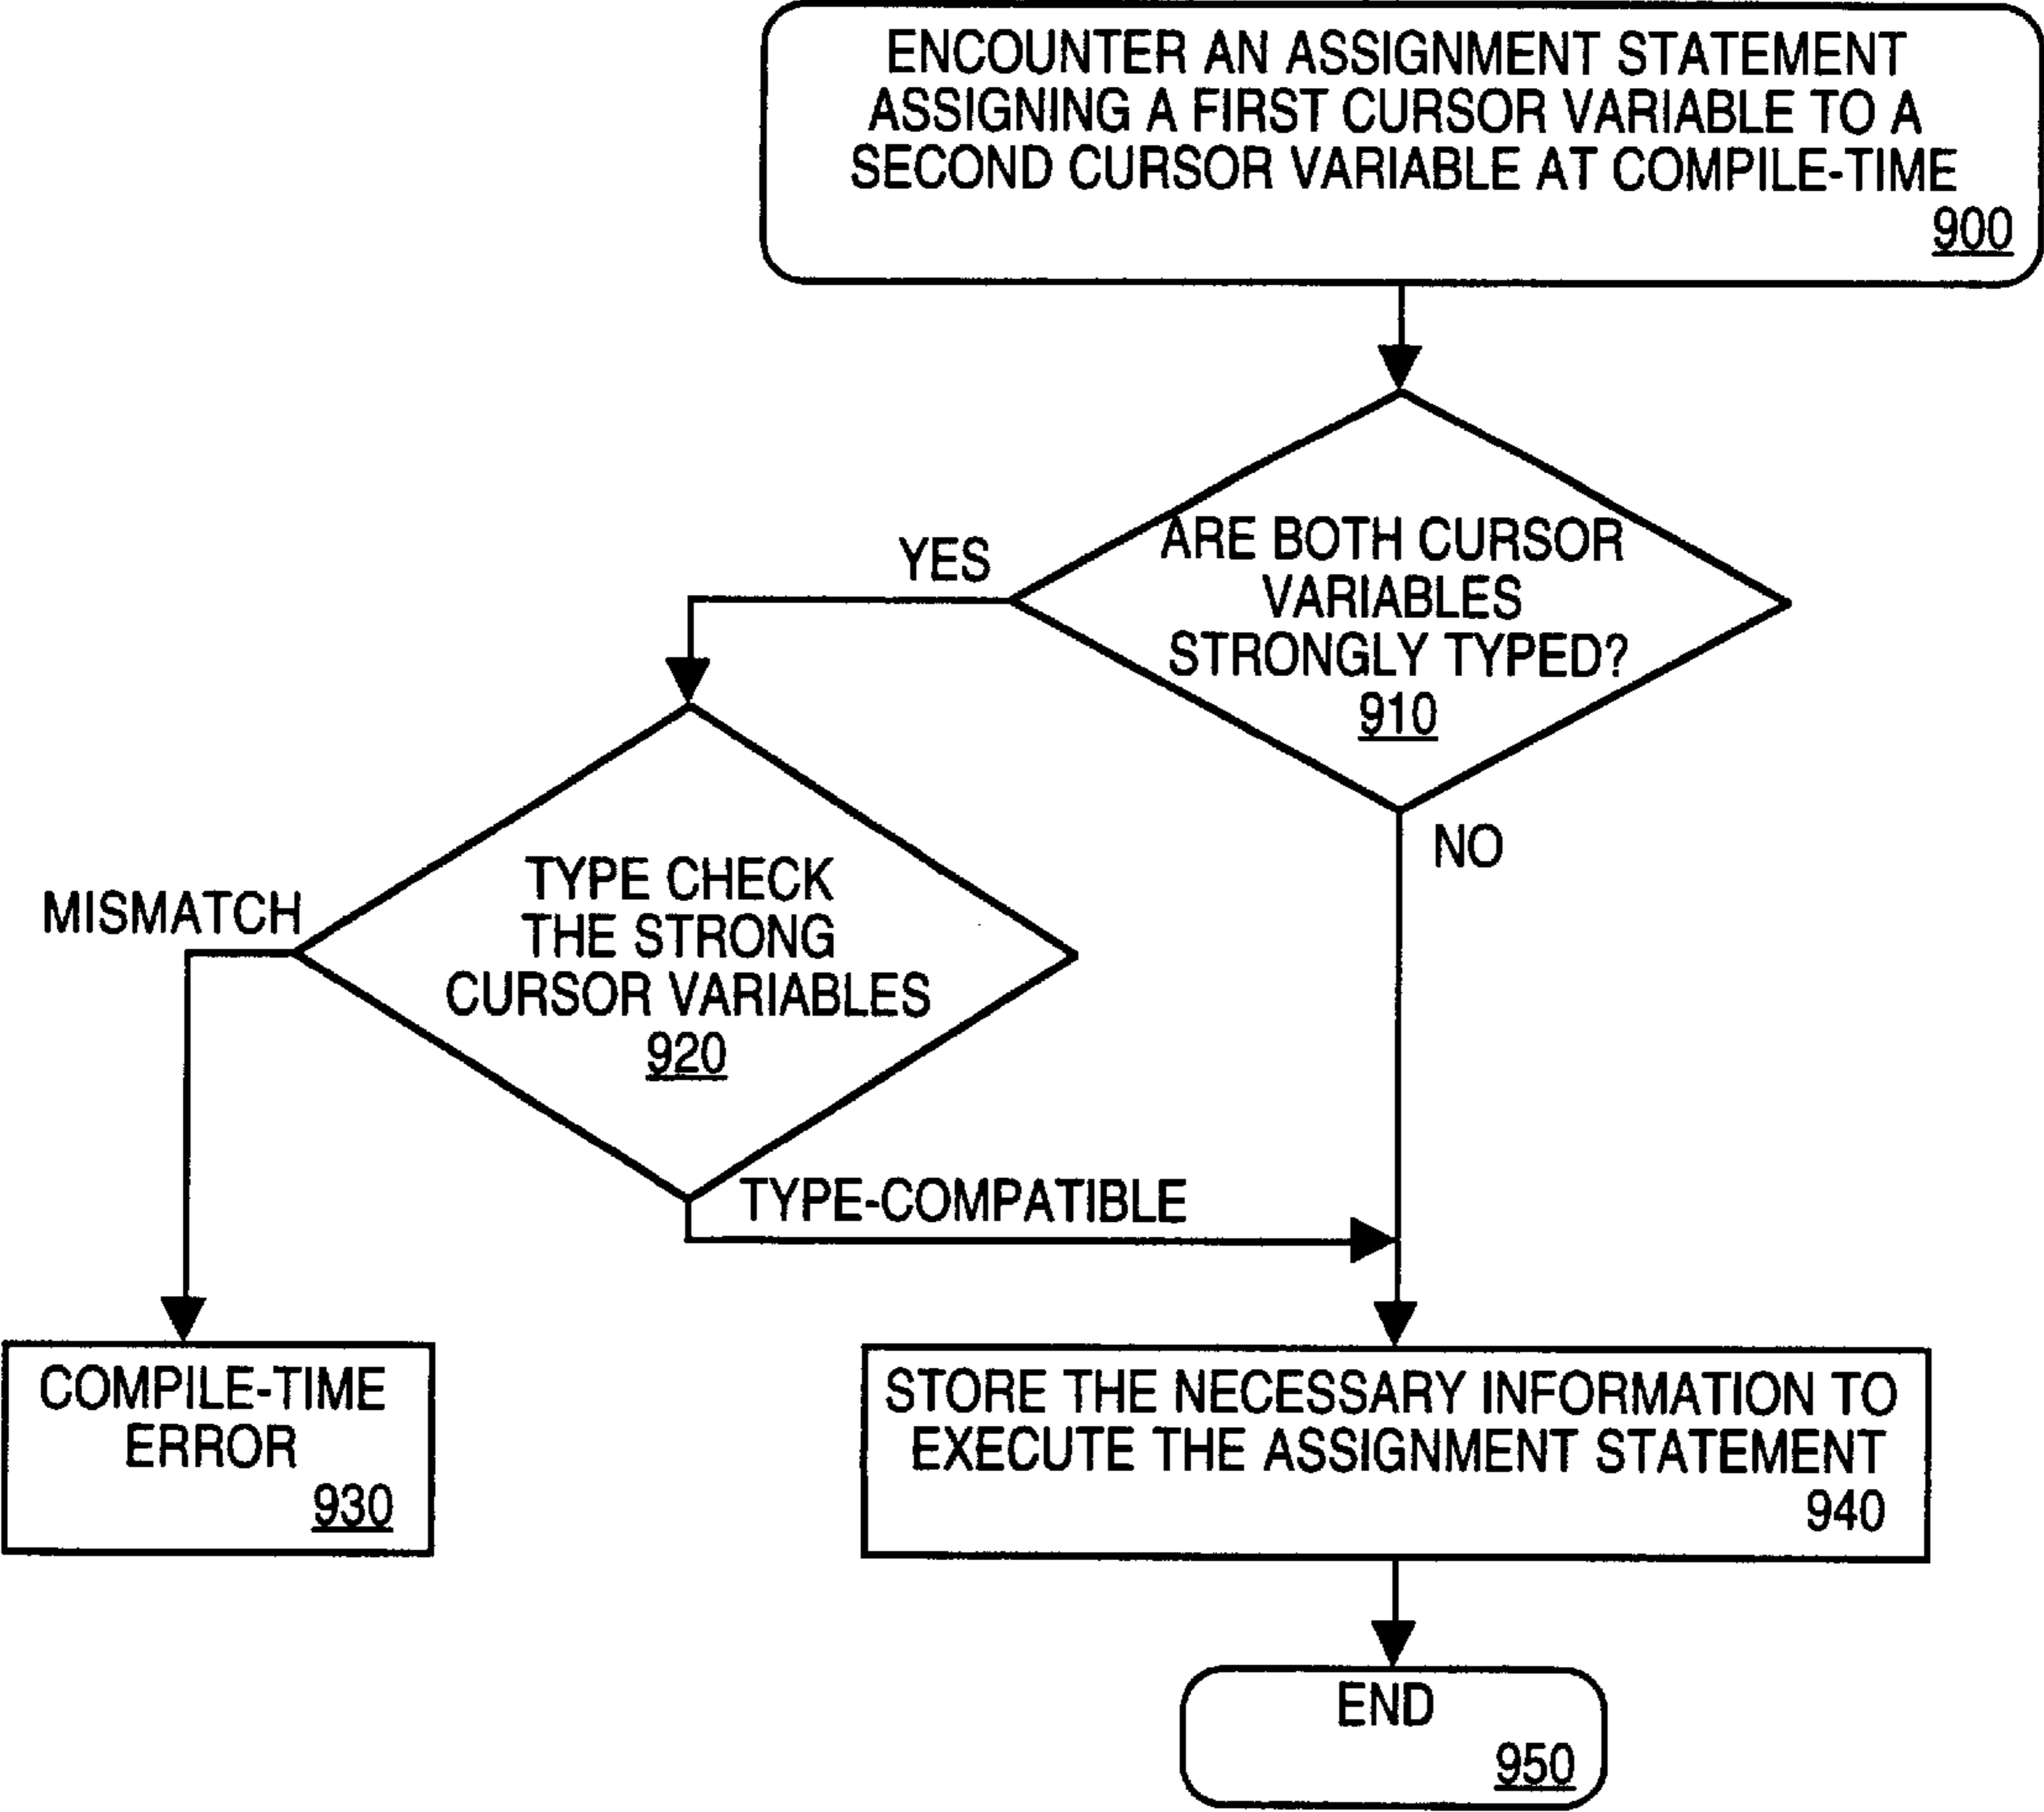 ENCOUNTER AN ASSIGNMENT STATEMENT
ASSIGNING A FIRST CURSOR VARIABLE TO A
SECOND CURSOR VARIABLE AT COMPILE-TIME
900
ARE BOTH CURSOR
VARIABLES
STRONGLY TYPED?
910
YES
NO
TYPE CHECK
THE STRONG
CURSOR VARIABLES
920
MISMATCH
TYPE-COMPATIBLE
COMPILE-TIME
ERROR
930
STORE THE NECESSARY INFORMATION TO
EXECUTE THE ASSIGNMENT STATEMENT
940
END
950